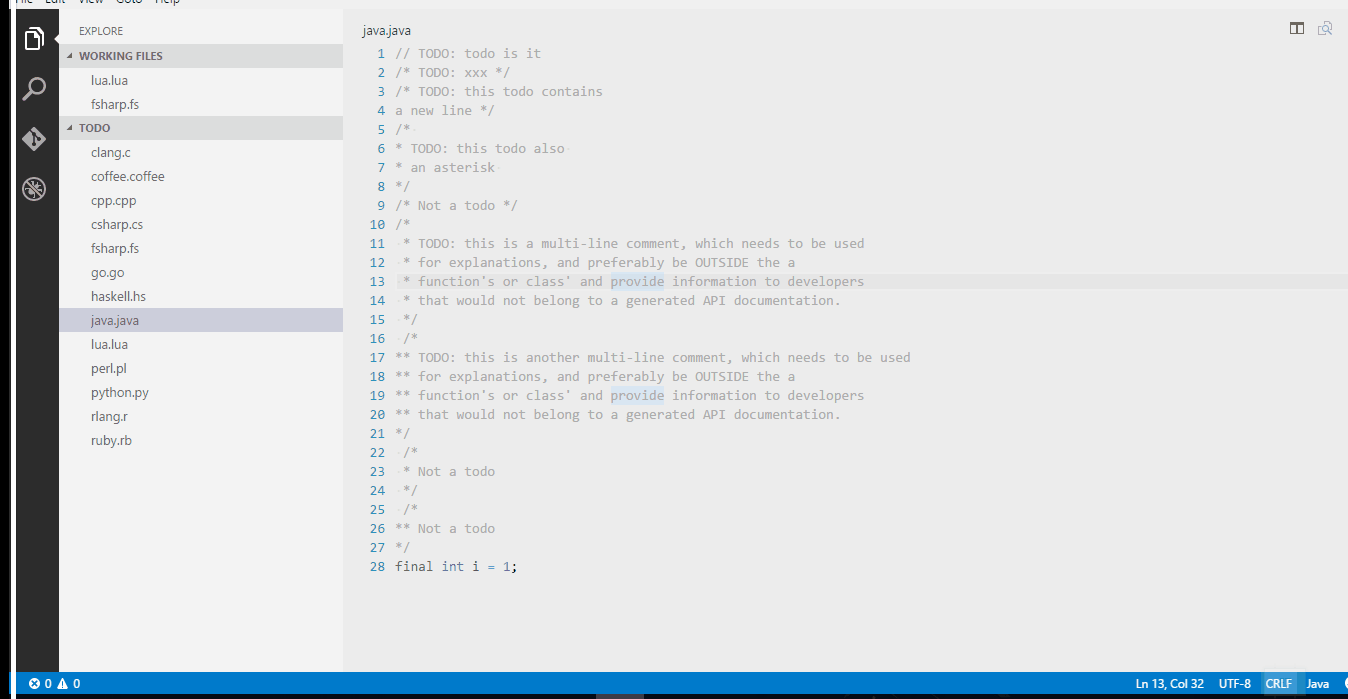 File Edit View Goto Help
EXPLORE
WORKING FILES
lua.lua
fsharp.fs
TODO
clang.c
coffee.coffee
cpp.cpp
csharp.cs
fsharp.fs
go.go
haskell.hs
java.java
lua.lua
perl.pl
python.py
rlang.r
ruby.rb
java.java
1 // TODO: todo is it
2 /* TODO: xxx */
3 /* TODO: this todo contains
4 a new line */
5 /*
6 * TODO: this todo also
7 * an asterisk
8 */
9 /* Not a todo */
10 /*
11 * TODO: this is a multi-line comment, which needs to be used
12 * for explanations, and preferably be OUTSIDE the a
13 * function's or class' and provide information to developers
14 * that would not belong to a generated API documentation.
15 */
16 /*
17 ** TODO: this is another multi-line comment, which needs to be used
18 ** for explanations, and preferably be OUTSIDE the a
19 ** function's or class' and provide information to developers
20 ** that would not belong to a generated API documentation.
21 */
22 /*
23 * Not a todo
24 */
25 /*
26 ** Not a todo
27 */
28 final int i = 1;
0 0 Ln 13, Col 32 UTF-8 CRLF Java